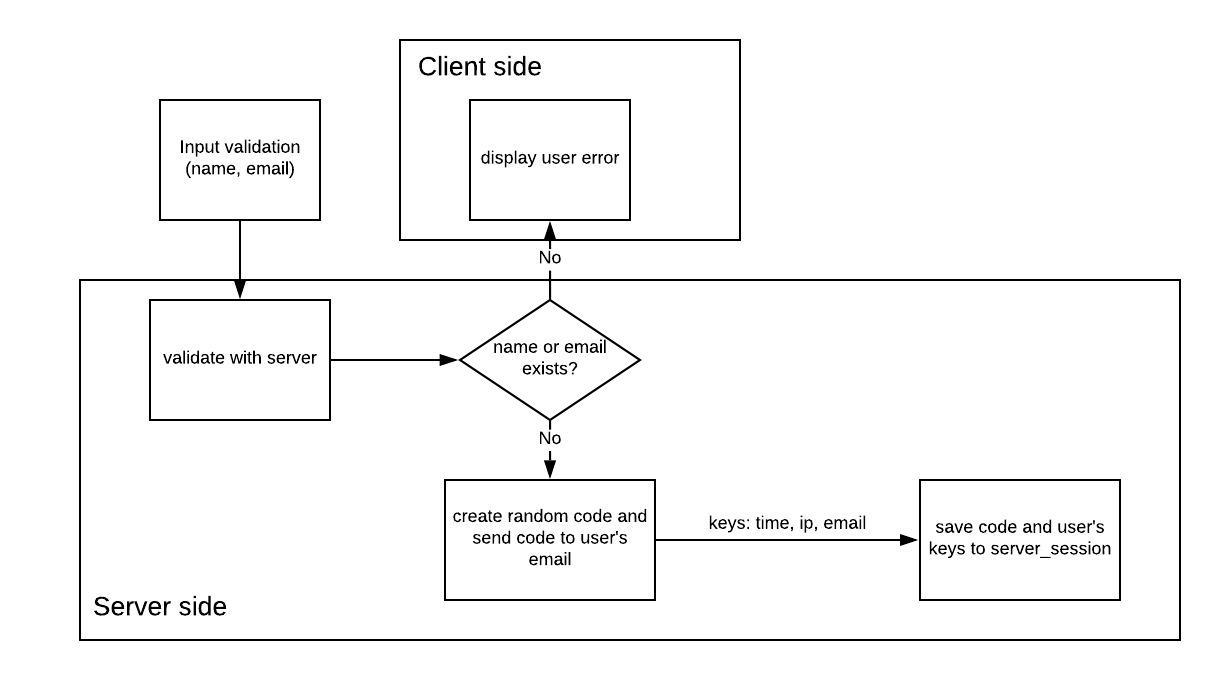 Client side
Input validation
(name, email)
display user error
No
validate with server
name or email
exists?
No
create random code and
send code to user's
email
keys: time, ip, email
save code and user's
keys to server_session
Server side